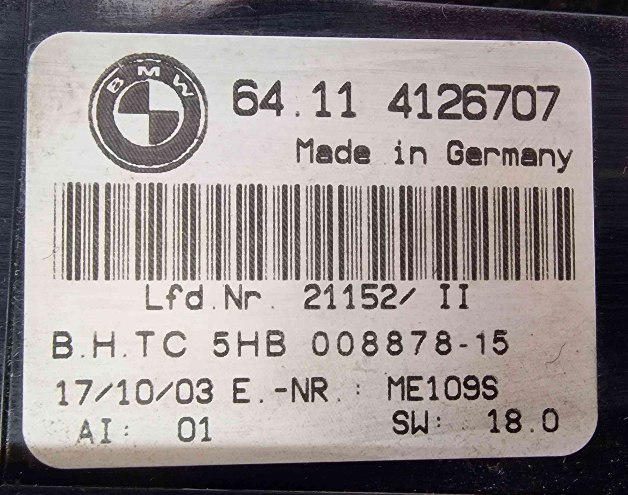 BMW
64.11 4126707
Made in Germany
Lfd.Nr. 21152/ II
B.H.TC 5HB 008878-15
17/10/03 E.-NR.: ME109S
AI: 01 SW: 18.0